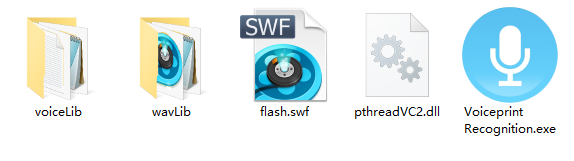 SWF
voiceLib
wavLib
flash.swf
pthreadVC2.dll
Voiceprint
Recognition.exe